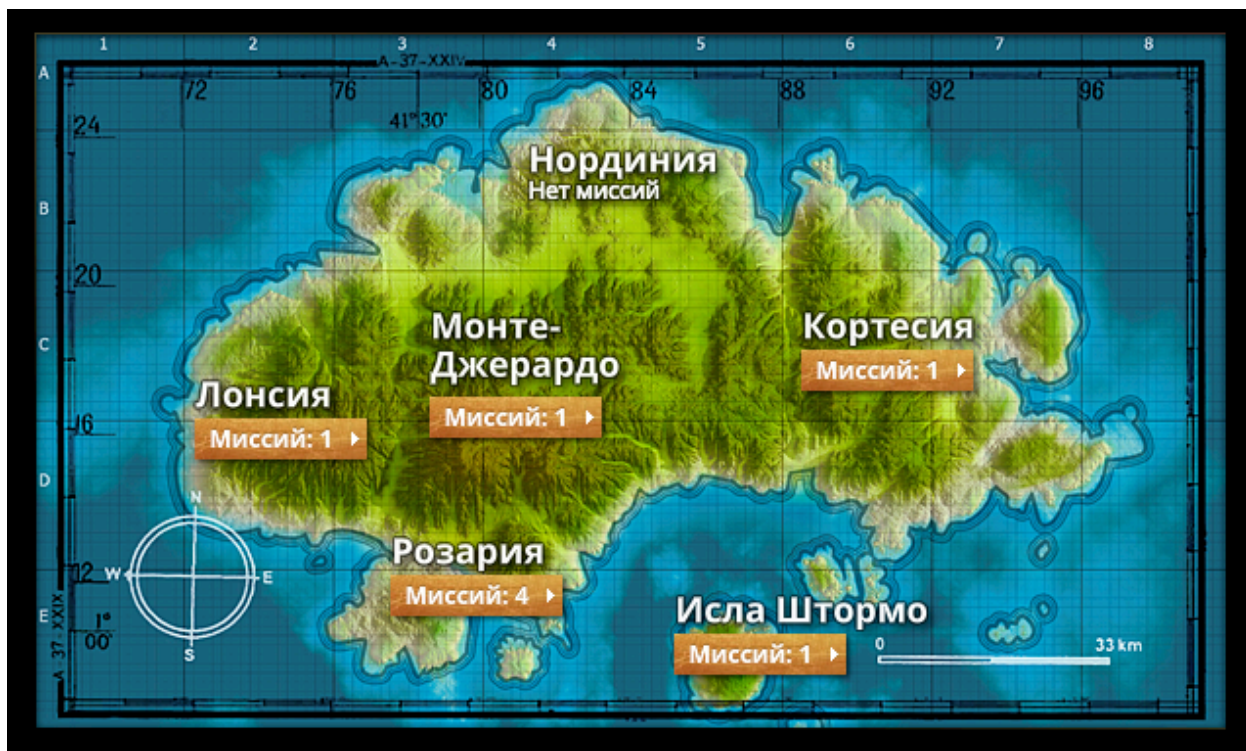 1 2 3 4 5 6 7 8
A-37-XXIV
A
72 76 80 84 88 92 96
41°30'
24
Нординия
Нет миссий
B
20
Монте-
Джерардо
Миссий: 1
Кортесия
Миссий: 1
C
Лонсия
Миссий: 1
16
D
N
W E
S
12
Розария
Миссий: 4
Исла Штормо
Миссий: 1
E
1°
00'
A-37-XXIX
0 33 km